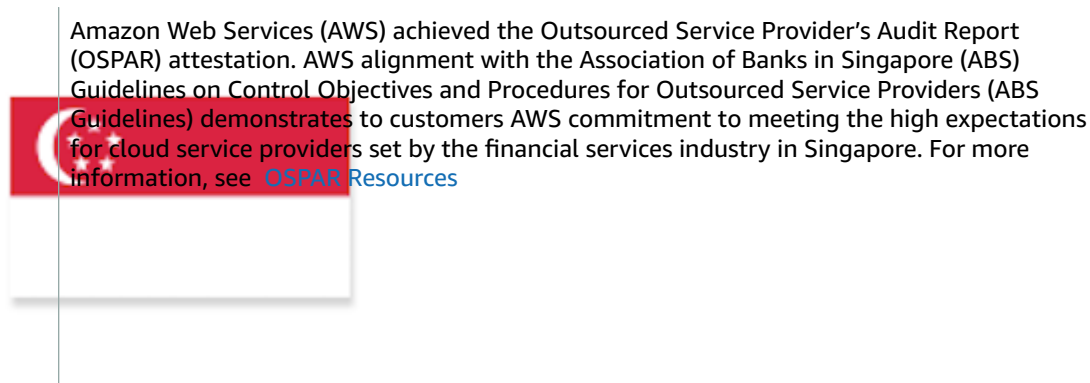 Amazon Web Services (AWS) achieved the Outsourced Service Provider’s Audit Report
(OSPAR) attestation. AWS alignment with the Association of Banks in Singapore (ABS)
Guidelines on Control Objectives and Procedures for Outsourced Service Providers (ABS
Guidelines) demonstrates to customers AWS commitment to meeting the high expectations
for cloud service providers set by the financial services industry in Singapore. For more
information, see OSPAR Resources